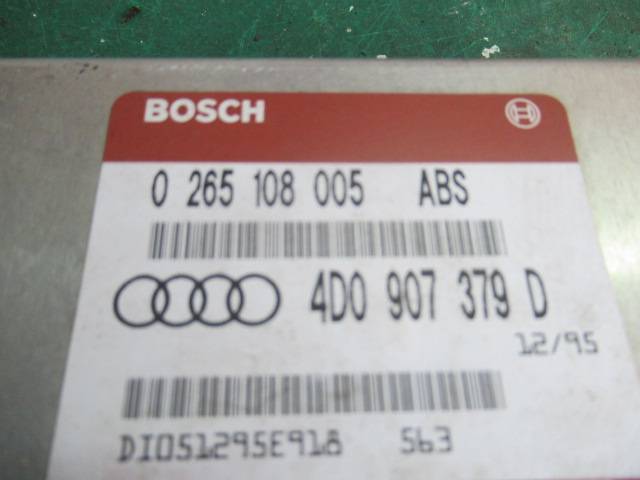 BOSCH
0 265 108 005 ABS
4D0 907 379 D
12/95
DI051295E918 563